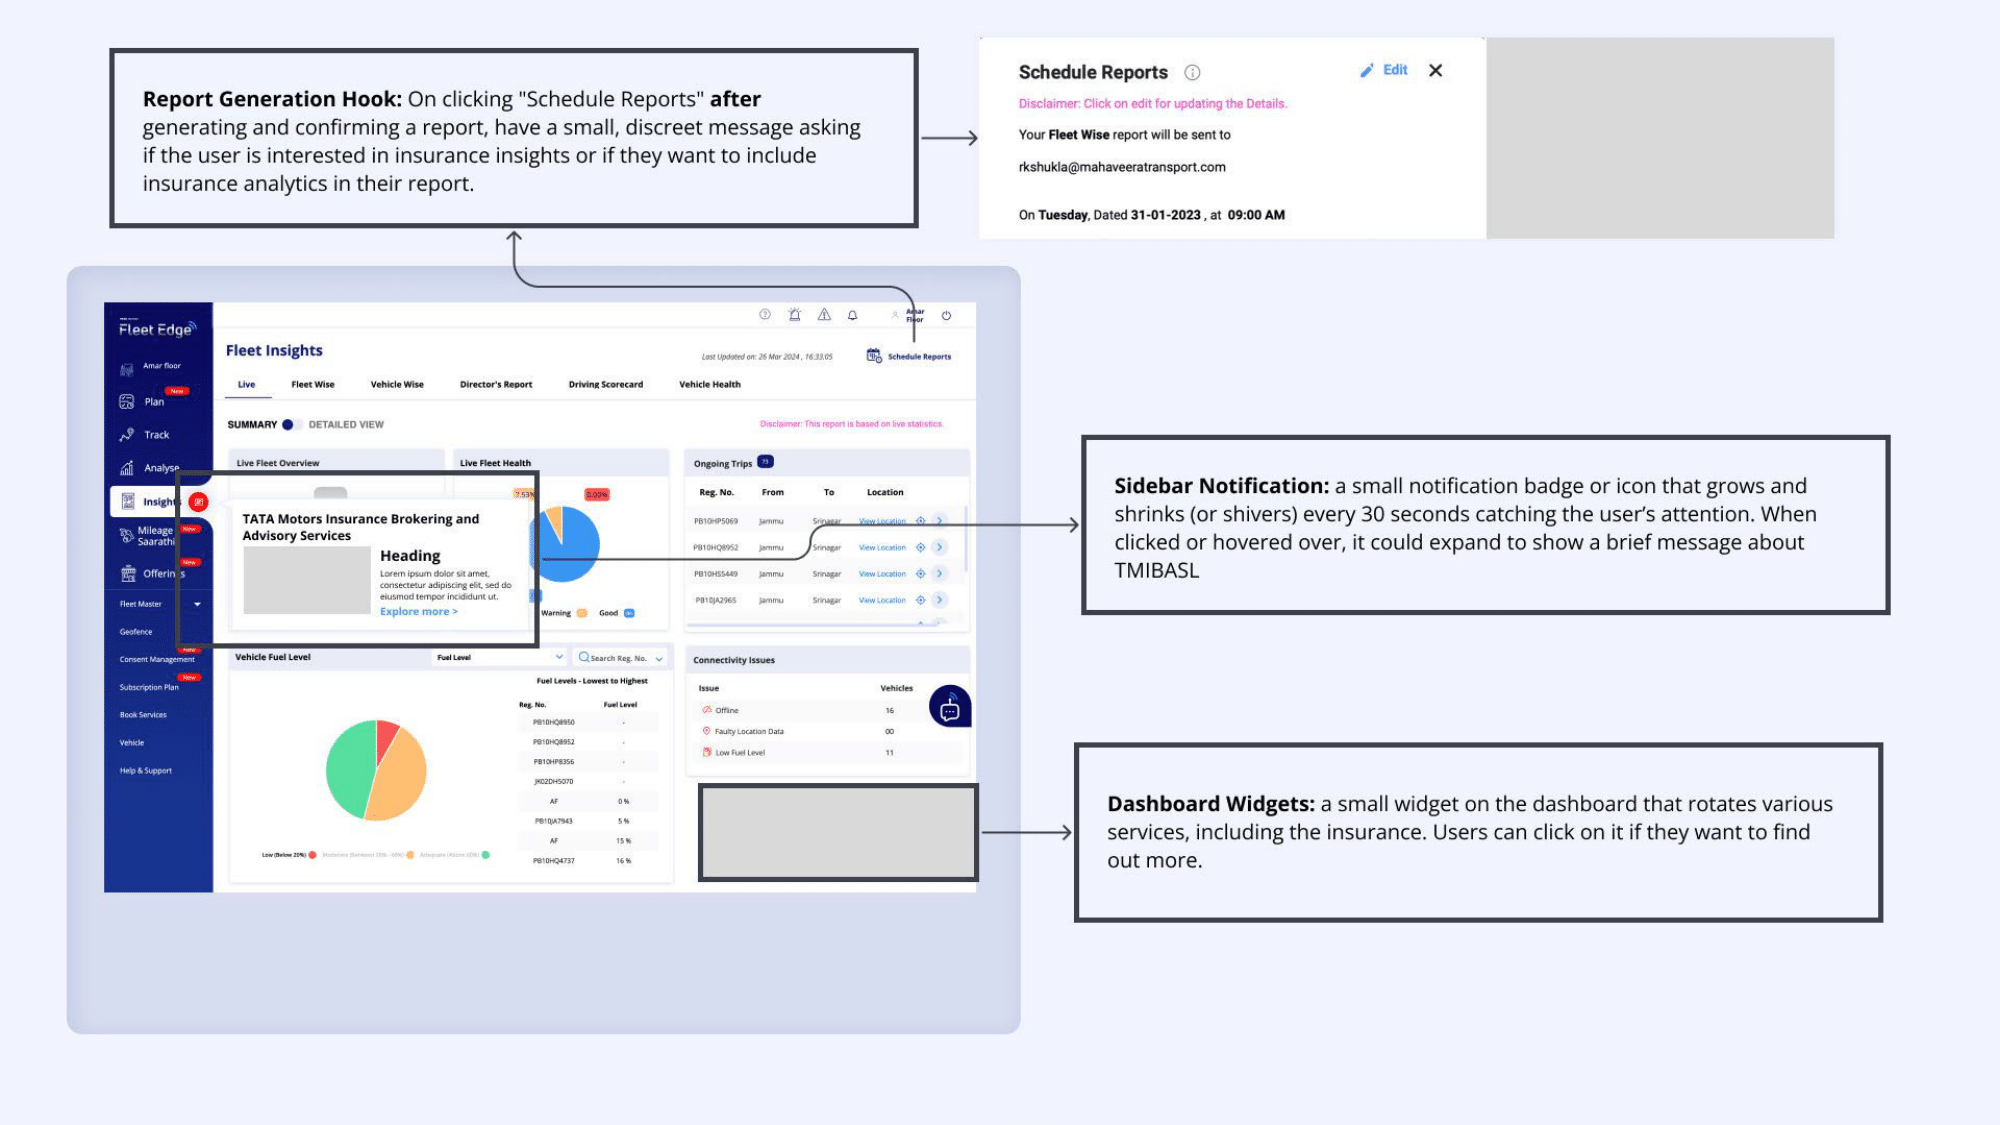 Report Generation Hook: On clicking "Schedule Reports" after
generating and confirming a report, have a small, discreet message asking
if the user is interested in insurance insights or if they want to include
insurance analytics in their report.
Schedule Reports
Edit
Disclaimer: Click on edit for updating the Details.
Your Fleet Wise report will be sent to
rkshukla@mahaveeratransport.com
On Tuesday, Dated 31-01-2023 , at 09:00 AM
Fleet Edge
Amar floor
Plan New
Track
Analyse
Insights
Mileage Saarathi New
Offerings New
Fleet Master
Geofence
Consent Management New
Subscription Plan New
Book Services
Vehicle
Help & Support
Amar
Floor
Fleet Insights
Last Updated on: 26 Mar 2024 , 16:33:05
Schedule Reports
Live Fleet Wise Vehicle Wise Director's Report Driving Scorecard Vehicle Health
SUMMARY DETAILED VIEW
Disclaimer: This report is based on live statistics.
Live Fleet Overview
Live Fleet Health
7.53%
0.00%
Warning Good
TATA Motors Insurance Brokering and
Advisory Services
Heading
Lorem ipsum dolor sit amet,
consectetur adipiscing elit, sed do
eiusmod tempor incididunt ut.
Explore more >
Ongoing Trips 73
Reg. No. From To Location
PB10HP5069 Jammu Srinagar View Location
PB10HQ8952 Jammu Srinagar View Location
PB10HS5449 Jammu Srinagar View Location
PB10JA2965 Jammu Srinagar View Location
Vehicle Fuel Level
Fuel Level
Search Reg. No.
Fuel Levels - Lowest to Highest
Reg. No. Fuel Level
PB10HQ8950 -
PB10HQ8952 -
PB10HP8356 -
JK02DH5070 -
AF 0 %
PB10JA7943 5 %
AF 15 %
PB10HQ4737 16 %
Low (Below 20%)
Connectivity Issues
Issue Vehicles
Offline 16
Faulty Location Data 00
Low Fuel Level 11
Sidebar Notification: a small notification badge or icon that grows and
shrinks (or shivers) every 30 seconds catching the user’s attention. When
clicked or hovered over, it could expand to show a brief message about
TMIBASL
Dashboard Widgets: a small widget on the dashboard that rotates various
services, including the insurance. Users can click on it if they want to find
out more.